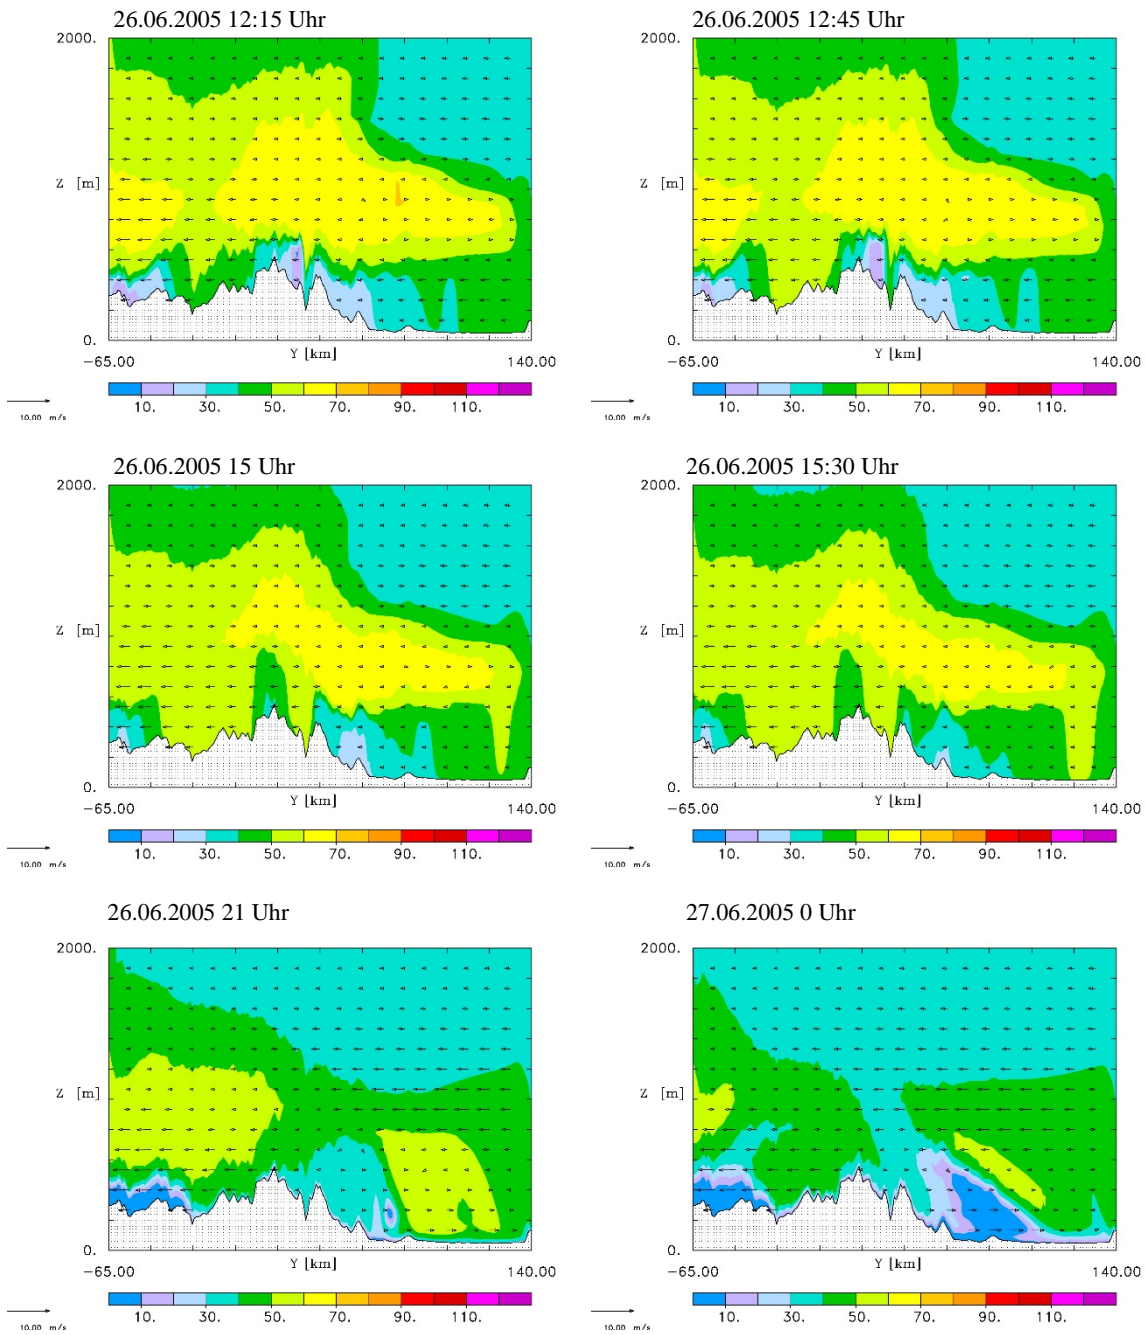 26.06.2005 12:15 Uhr
2000.
Z [m]
0.
-65.00 Y [km] 140.00
10. 30. 50. 70. 90. 110.
10.00 m/s
26.06.2005 12:45 Uhr
2000.
Z [m]
0.
-65.00 Y [km] 140.00
10. 30. 50. 70. 90. 110.
10.00 m/s
26.06.2005 15 Uhr
2000.
Z [m]
0.
-65.00 Y [km] 140.00
10. 30. 50. 70. 90. 110.
10.00 m/s
26.06.2005 15:30 Uhr
2000.
Z [m]
0.
-65.00 Y [km] 140.00
10. 30. 50. 70. 90. 110.
10.00 m/s
26.06.2005 21 Uhr
2000.
Z [m]
0.
-65.00 Y [km] 140.00
10. 30. 50. 70. 90. 110.
10.00 m/s
27.06.2005 0 Uhr
2000.
Z [m]
0.
-65.00 Y [km] 140.00
10. 30. 50. 70. 90. 110.
10.00 m/s